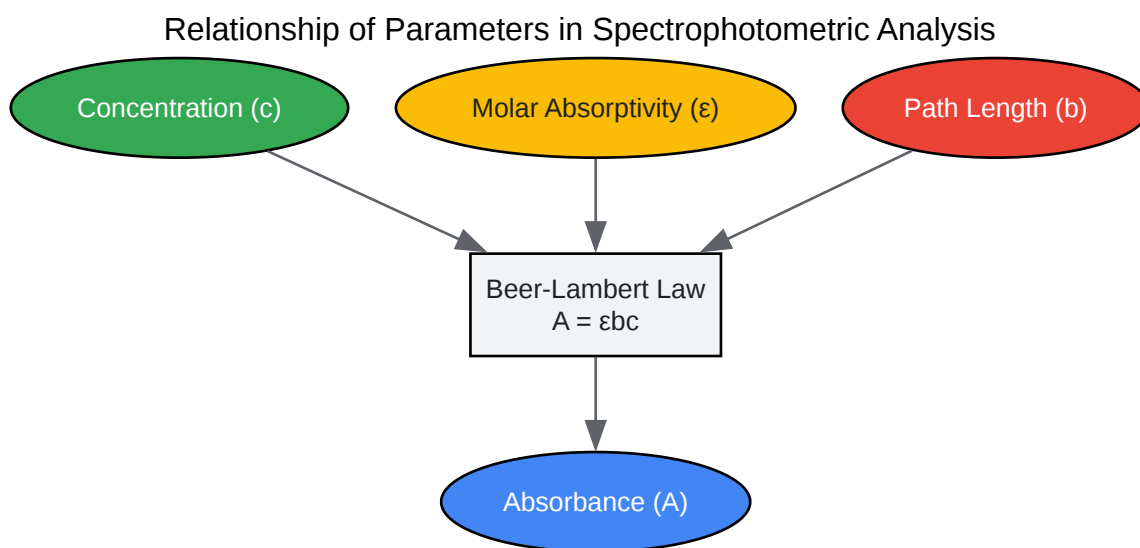 Relationship of Parameters in Spectrophotometric Analysis
Concentration (c)
Molar Absorptivity (ε)
Path Length (b)
Beer-Lambert Law
A = εbc
Absorbance (A)